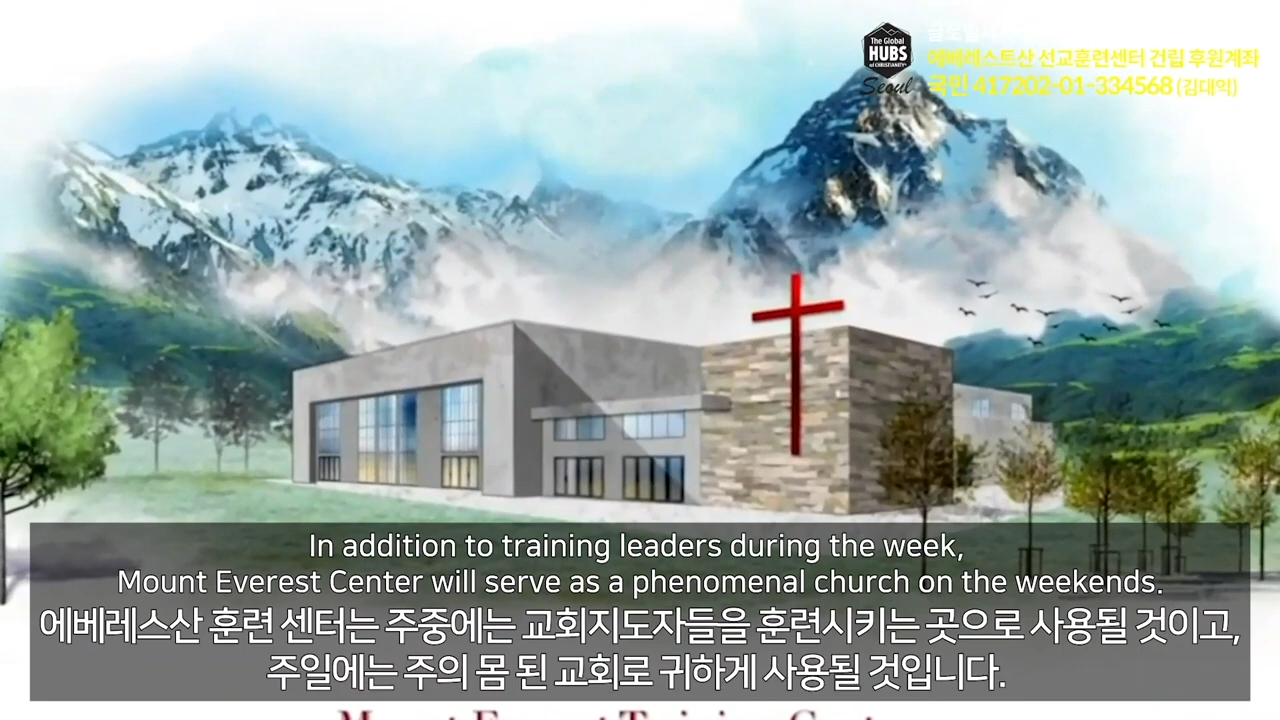 The Global
HUBS
of CHRISTIANITY
Seoul
에베레스트산 선교훈련센터 건립 후원계좌
국민 417202-01-334568 (김대억)
In addition to training leaders during the week,
Mount Everest Center will serve as a phenomenal church on the weekends.
에베레스산 훈련 센터는 주중에는 교회지도자들을 훈련시키는 곳으로 사용될 것이고,
주일에는 주의 몸 된 교회로 귀하게 사용될 것입니다.